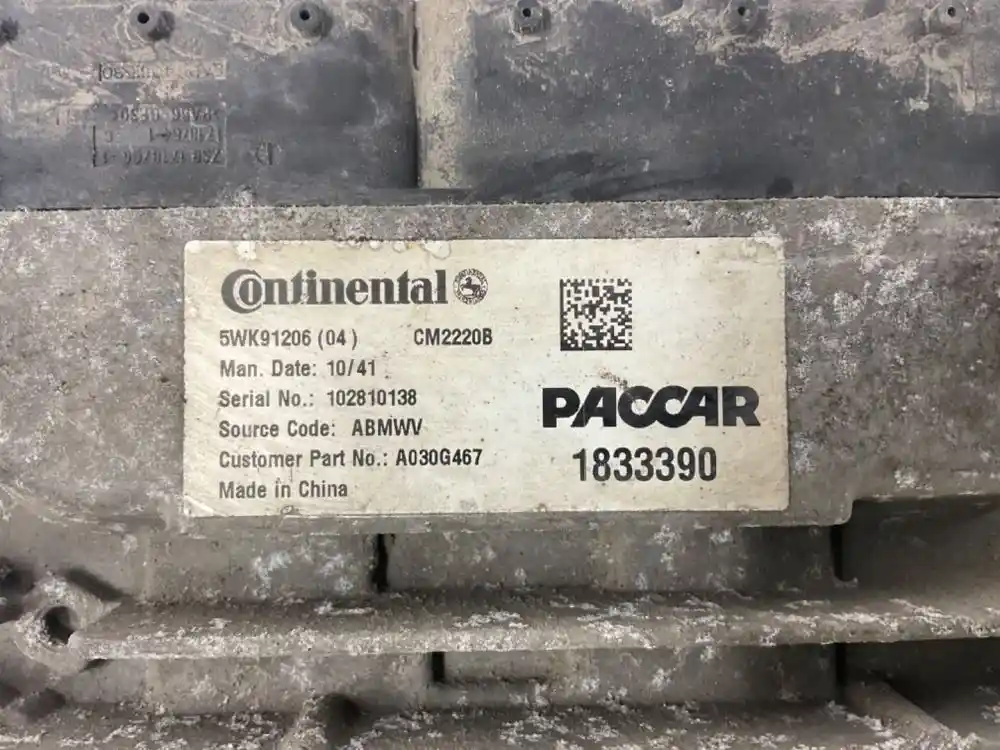 Continental
5WK91206 (04) CM2220B
Man. Date: 10/41
Serial No.: 102810138
Source Code: ABMWV
Customer Part No.: A030G467
Made in China
PACCAR
1833390